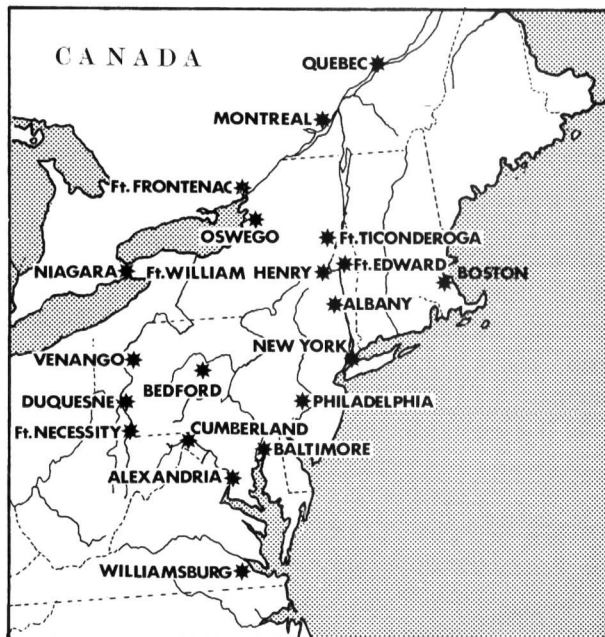 CANADA
QUEBEC
MONTREAL
Ft. FRONTENAC
OSWEGO
Ft. TICONDEROGA
NIAGARA
Ft. WILLIAM HENRY
Ft. EDWARD
BOSTON
ALBANY
NEW YORK
VENANGO
BEDFORD
DUQUESNE
PHILADELPHIA
Ft. NECESSITY
CUMBERLAND
BALTIMORE
ALEXANDRIA
WILLIAMSBURG